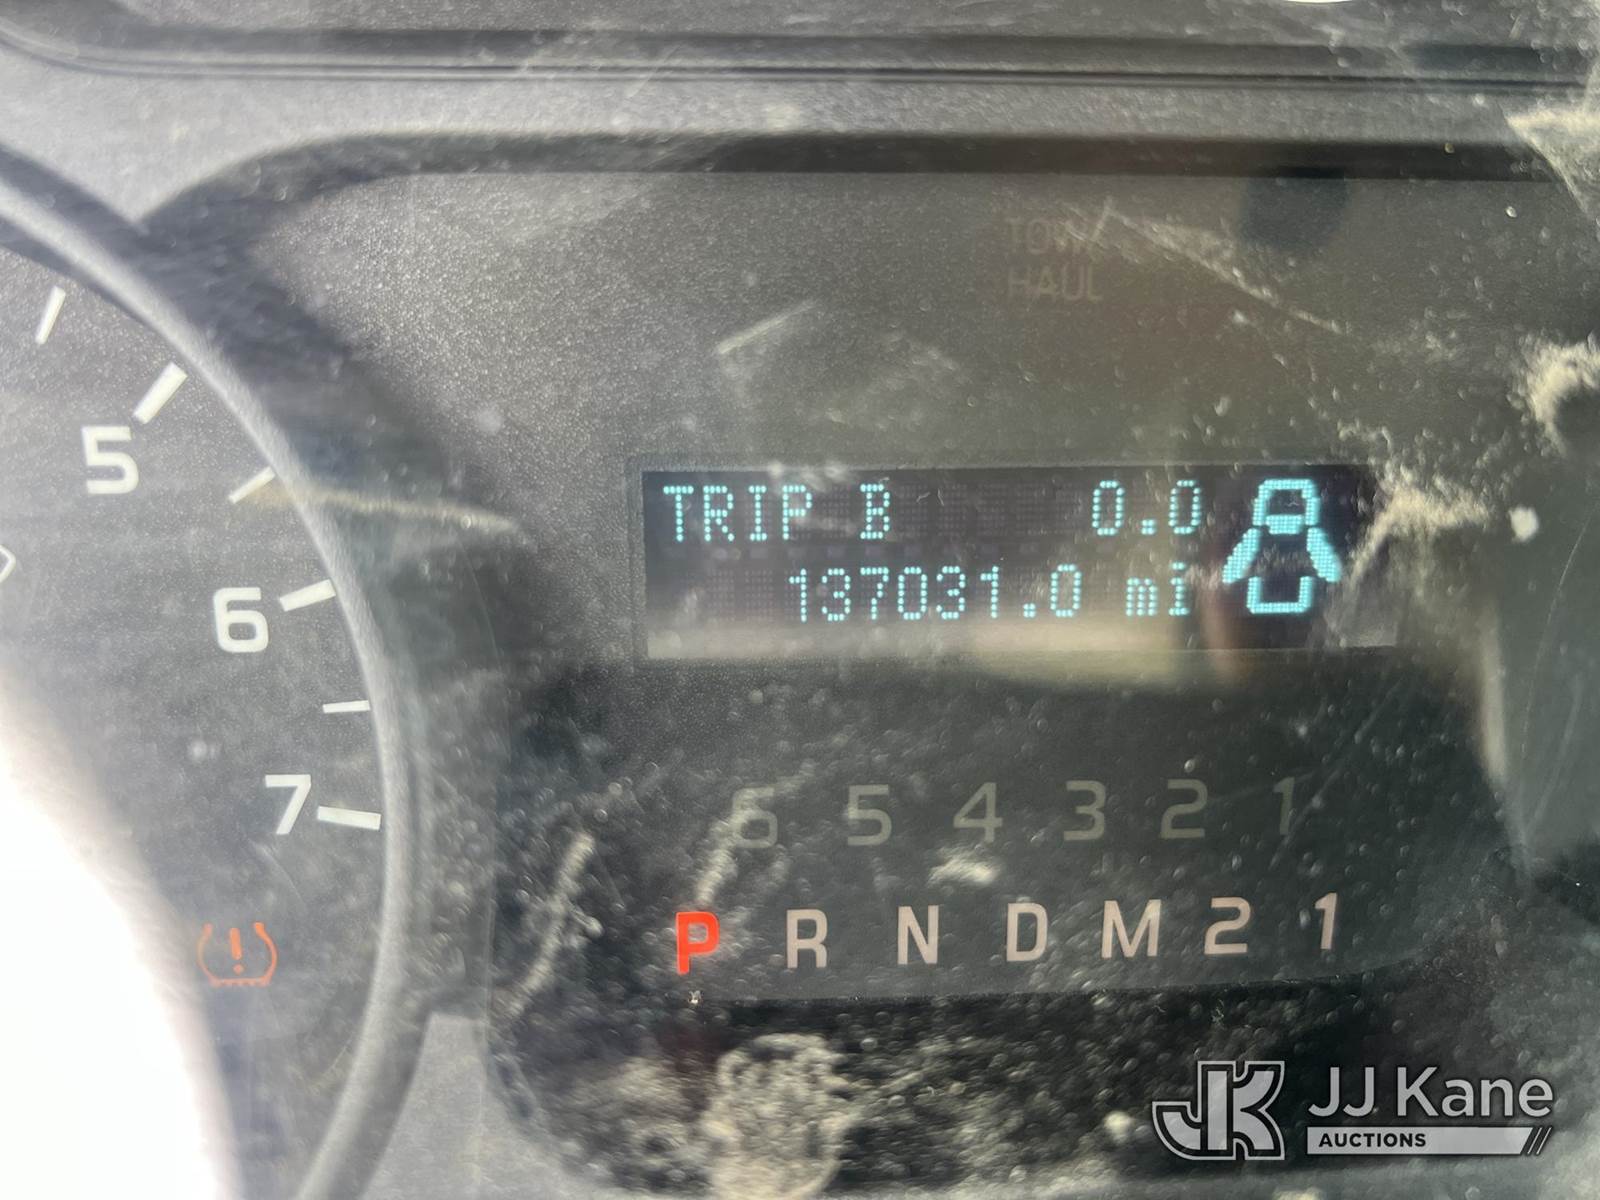 TOW
HAUL
5
TRIP B 0.0
137031.0 mi
6
7
6 5 4 3 2 1
P R N D M 2 1
!
JK JJ Kane
AUCTIONS